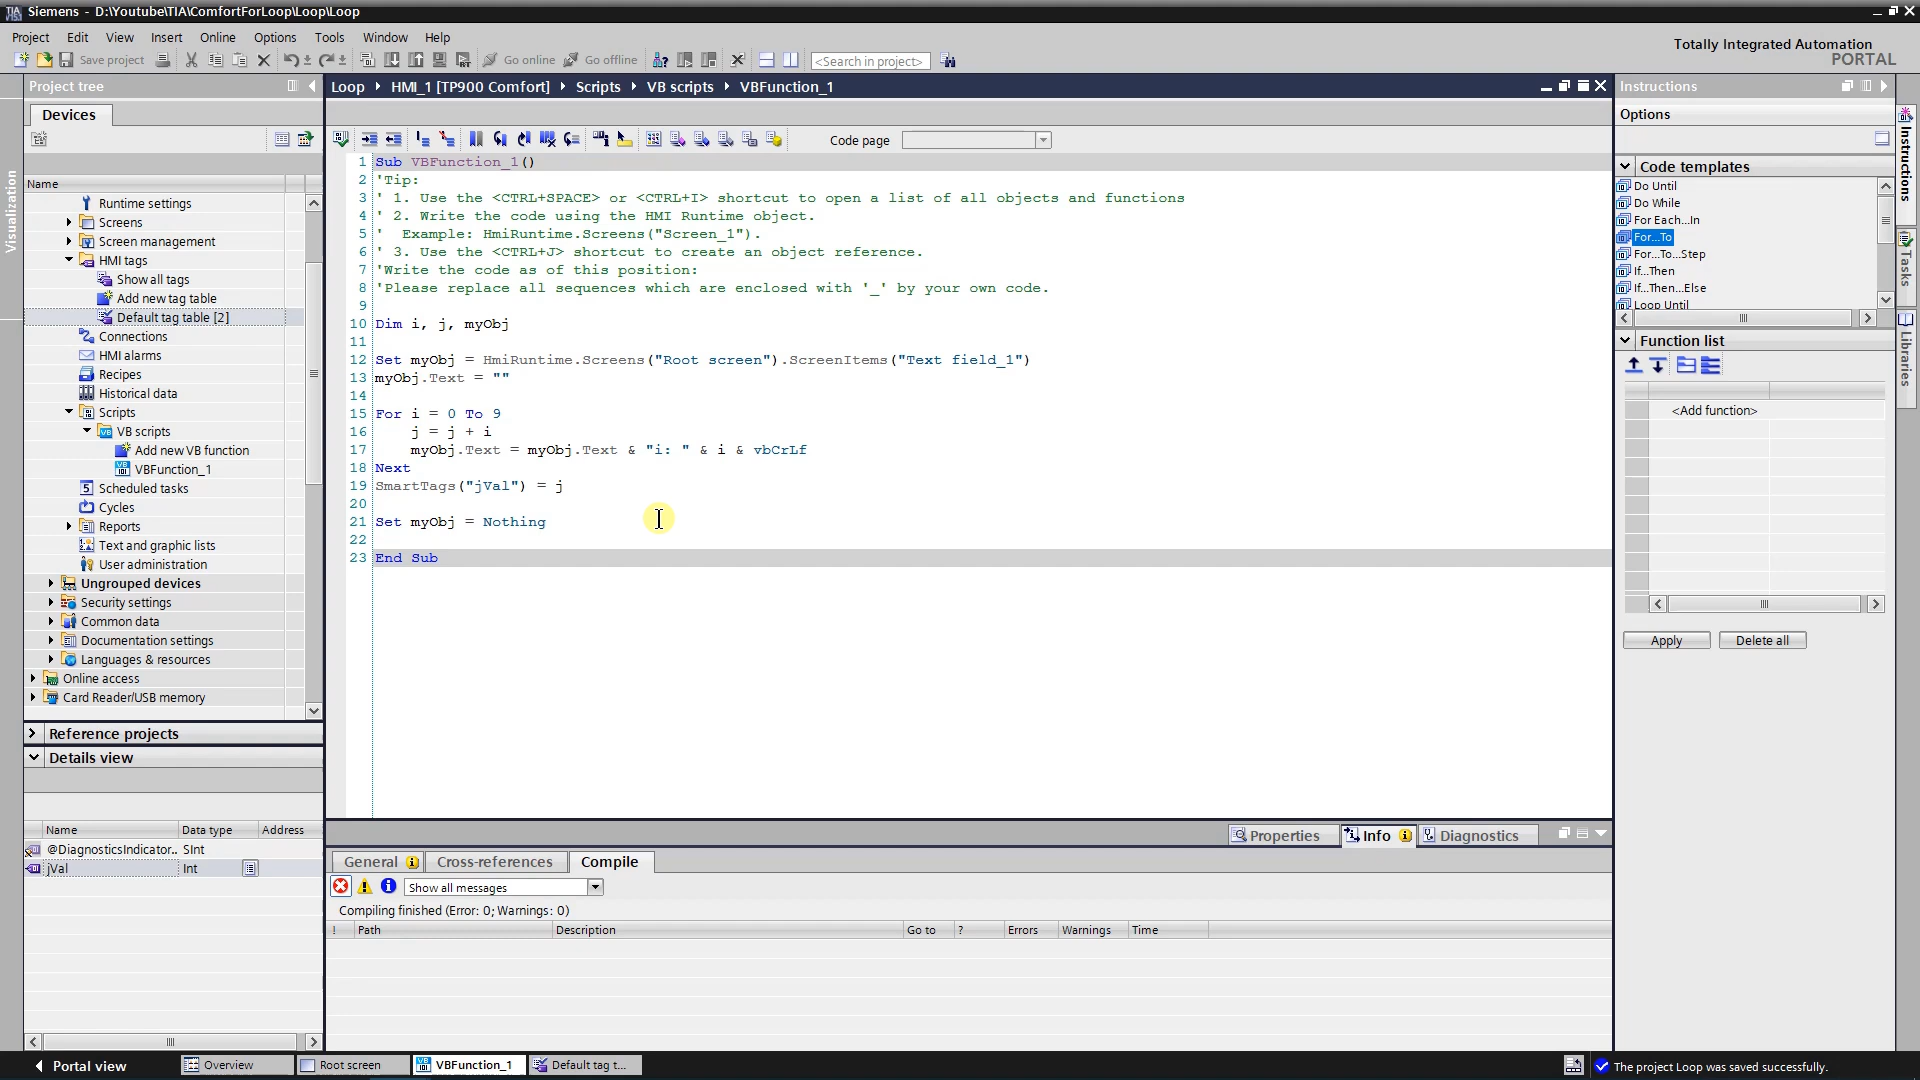 Siemens - D:\Youtube\TIA\ComfortForLoop\Loop\Loop
Project Edit View Insert Online Options Tools Window Help
Totally Integrated Automation
PORTAL
Save project
Go online
Go offline
<Search in project>
Project tree
Devices
Name
Runtime settings
Screens
Screen management
HMI tags
Show all tags
Add new tag table
Default tag table [2]
Connections
HMI alarms
Recipes
Historical data
Scripts
VB scripts
Add new VB function
VBFunction_1
Scheduled tasks
Cycles
Reports
Text and graphic lists
User administration
Ungrouped devices
Security settings
Common data
Documentation settings
Languages & resources
Online access
Card Reader/USB memory
Reference projects
Details view
Name Data type Address
@DiagnosticsIndicator.. SInt
jVal Int
Visualization
Loop HMI_1 [TP900 Comfort] Scripts VB scripts VBFunction_1
Code page
1 Sub VBFunction_1()
2 'Tip:
3 ' 1. Use the <CTRL+SPACE> or <CTRL+I> shortcut to open a list of all objects and functions
4 ' 2. Write the code using the HMI Runtime object.
5 '  Example: HmiRuntime.Screens("Screen_1").
6 ' 3. Use the <CTRL+J> shortcut to create an object reference.
7 'Write the code as of this position:
8 'Please replace all sequences which are enclosed with '_' by your own code.
9
10 Dim i, j, myObj
11
12 Set myObj = HmiRuntime.Screens("Root screen").ScreenItems("Text field_1")
13 myObj.Text = ""
14
15 For i = 0 To 9
16     j = j + i
17     myObj.Text = myObj.Text & "i: " & i & vbCrLf
18 Next
19 SmartTags("jVal") = j
20
21 Set myObj = Nothing
22
23 End Sub
Properties Info Diagnostics
General Cross-references Compile
Show all messages
Compiling finished (Error: 0; Warnings: 0)
! Path Description Go to ? Errors Warnings Time
Instructions
Options
Code templates
Do Until
Do While
For Each...In
For...To
For...To...Step
If...Then
If...Then...Else
Loop Until
Function list
<Add function>
Apply
Delete all
Instructions
Tasks
Libraries
Portal view
Overview
Root screen
VBFunction_1
Default tag t...
The project Loop was saved successfully.